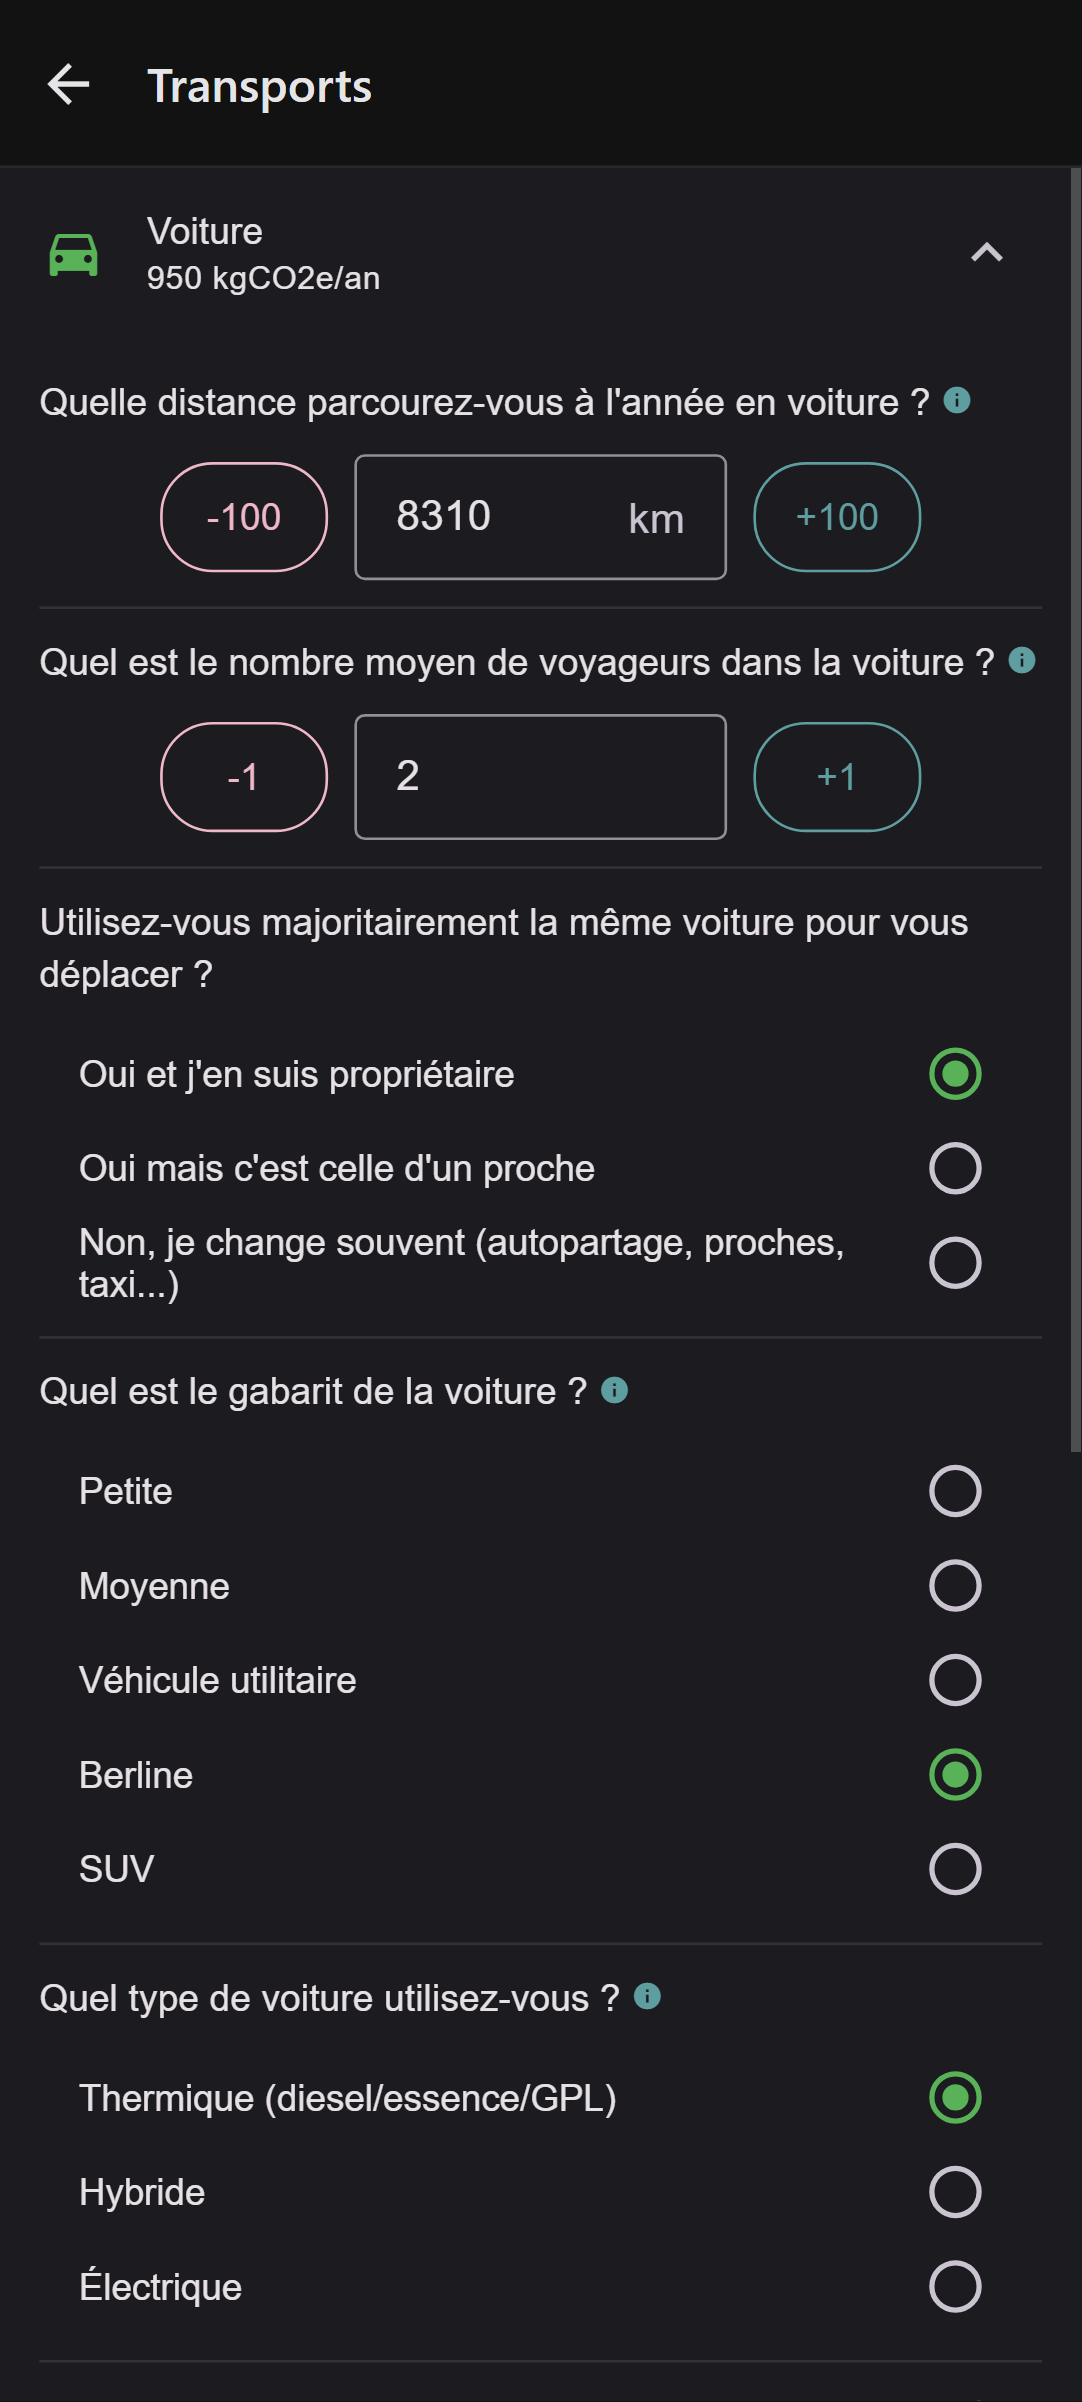 Transports
Voiture
950 kgCO2e/an
Quelle distance parcourez-vous à l'année en voiture ?
-100
8310
km
+100
Quel est le nombre moyen de voyageurs dans la voiture ?
-1
2
+1
Utilisez-vous majoritairement la même voiture pour vous
déplacer ?
Oui et j'en suis propriétaire
Oui mais c'est celle d'un proche
Non, je change souvent (autopartage, proches,
taxi...)
Quel est le gabarit de la voiture ?
Petite
Moyenne
Véhicule utilitaire
Berline
SUV
Quel type de voiture utilisez-vous ?
Thermique (diesel/essence/GPL)
Hybride
Électrique